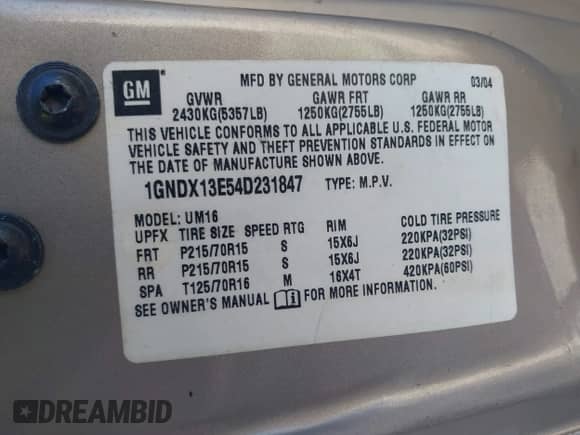 GM
MFD BY GENERAL MOTORS CORP 03/04
GVWR GAWR FRT GAWR RR
2430KG(5357LB) 1250KG(2755LB) 1250KG(2755LB)
THIS VEHICLE CONFORMS TO ALL APPLICABLE U.S. FEDERAL MOTOR
VEHICLE SAFETY AND THEFT PREVENTION STANDARDS IN EFFECT ON
THE DATE OF MANUFACTURE SHOWN ABOVE.
1GNDX13E54D231847 TYPE: M.P.V.
MODEL: UM16
UPFX TIRE SIZE SPEED RTG RIM COLD TIRE PRESSURE
FRT P215/70R15 S 15X6J 220KPA(32PSI)
RR P215/70R15 S 15X6J 220KPA(32PSI)
SPA T125/70R16 M 16X4T 420KPA(60PSI)
SEE OWNER'S MANUAL FOR MORE INFORMATION.
DREAMBID